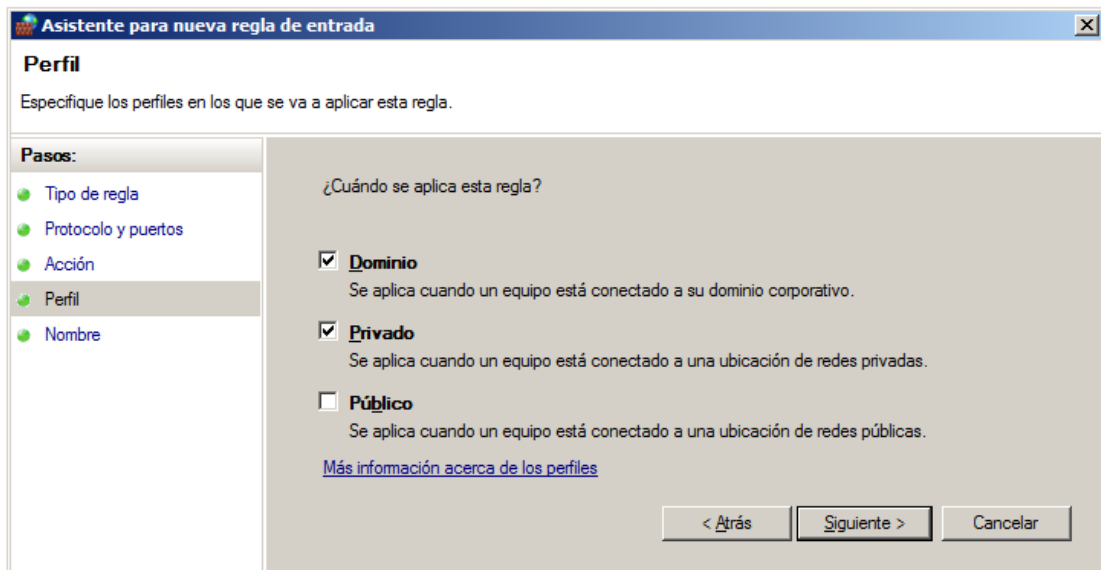 Asistente para nueva regla de entrada
Perfil
Especifique los perfiles en los que se va a aplicar esta regla.
Pasos:
Tipo de regla
Protocolo y puertos
Acción
Perfil
Nombre
¿Cuándo se aplica esta regla?
Dominio
Se aplica cuando un equipo está conectado a su dominio corporativo.
Privado
Se aplica cuando un equipo está conectado a una ubicación de redes privadas.
Público
Se aplica cuando un equipo está conectado a una ubicación de redes públicas.
Más información acerca de los perfiles
< Atrás
Siguiente >
Cancelar